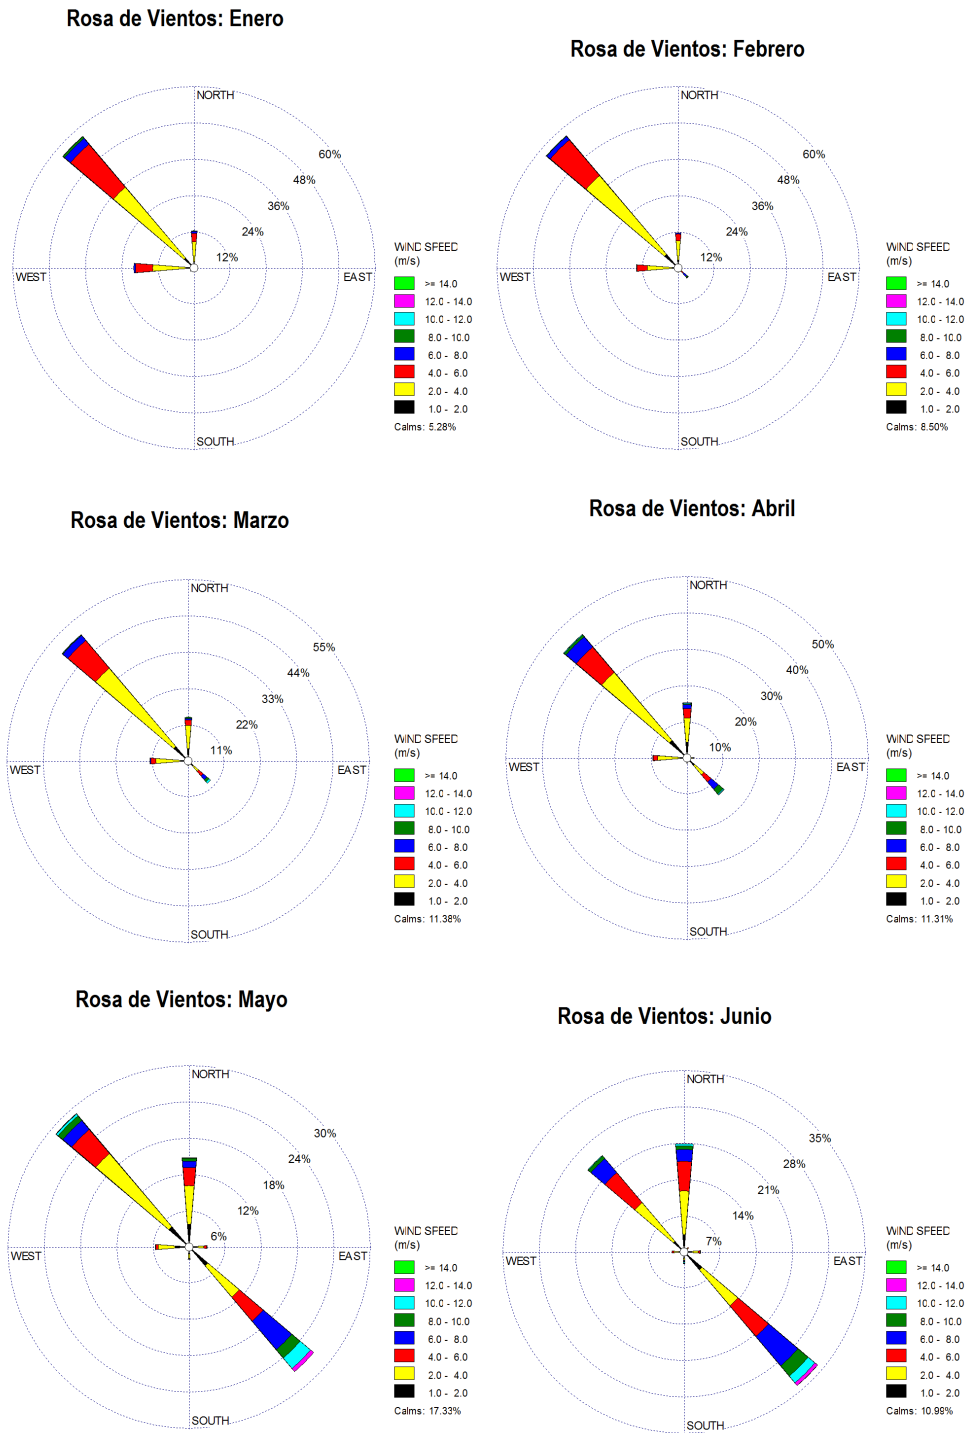 Rosa de Vientos: Enero
NORTH
60%
48%
36%
24%
12%
WEST
EAST
SOUTH
WIND SPEED
(m/s)
>= 14.0
12.0 - 14.0
10.0 - 12.0
8.0 - 10.0
6.0 - 8.0
4.0 - 6.0
2.0 - 4.0
1.0 - 2.0
Calms: 5.28%
Rosa de Vientos: Febrero
NORTH
60%
48%
36%
24%
12%
WEST
EAST
SOUTH
WIND SPEED
(m/s)
>= 14.0
12.0 - 14.0
10.0 - 12.0
8.0 - 10.0
6.0 - 8.0
4.0 - 6.0
2.0 - 4.0
1.0 - 2.0
Calms: 8.50%
Rosa de Vientos: Marzo
NORTH
55%
44%
33%
22%
11%
WEST
EAST
SOUTH
WIND SPEED
(m/s)
>= 14.0
12.0 - 14.0
10.0 - 12.0
8.0 - 10.0
6.0 - 8.0
4.0 - 6.0
2.0 - 4.0
1.0 - 2.0
Calms: 11.38%
Rosa de Vientos: Abril
NORTH
50%
40%
30%
20%
10%
WEST
EAST
SOUTH
WIND SPEED
(m/s)
>= 14.0
12.0 - 14.0
10.0 - 12.0
8.0 - 10.0
6.0 - 8.0
4.0 - 6.0
2.0 - 4.0
1.0 - 2.0
Calms: 11.31%
Rosa de Vientos: Mayo
NORTH
30%
24%
18%
12%
6%
WEST
EAST
SOUTH
WIND SPEED
(m/s)
>= 14.0
12.0 - 14.0
10.0 - 12.0
8.0 - 10.0
6.0 - 8.0
4.0 - 6.0
2.0 - 4.0
1.0 - 2.0
Calms: 17.33%
Rosa de Vientos: Junio
NORTH
35%
28%
21%
14%
7%
WEST
EAST
SOUTH
WIND SPEED
(m/s)
>= 14.0
12.0 - 14.0
10.0 - 12.0
8.0 - 10.0
6.0 - 8.0
4.0 - 6.0
2.0 - 4.0
1.0 - 2.0
Calms: 10.99%